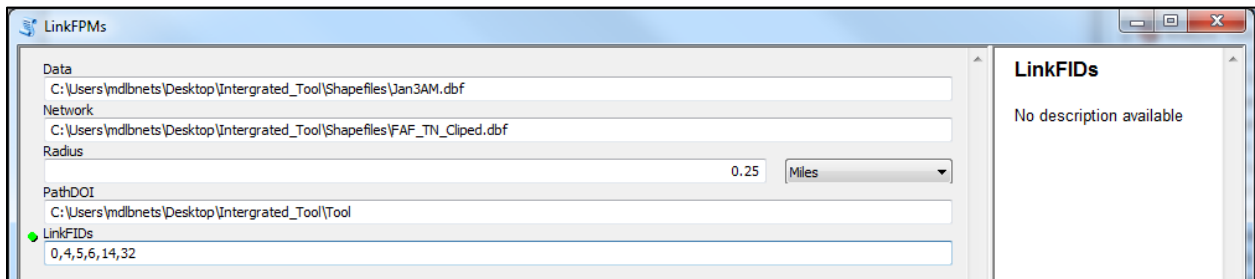 LinkFPMs
Data
C:\Users\mdlbnets\Desktop\Intergrated_Tool\Shapefiles\Jan3AM.dbf
Network
C:\Users\mdlbnets\Desktop\Intergrated_Tool\Shapefiles\FAF_TN_Cliped.dbf
Radius
0.25 Miles
PathDOI
C:\Users\mdlbnets\Desktop\Intergrated_Tool\Tool
LinkFIDs
0,4,5,6,14,32
LinkFIDs
No description available